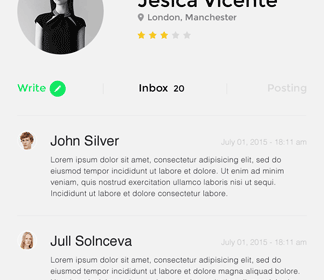 Jesica Vicente
London, Manchester
Write
Inbox 20
Posting
John Silver
July 01, 2015 - 18:11 am
Lorem ipsum dolor sit amet, consectetur adipisicing elit, sed do
eiusmod tempor incididunt ut labore et dolore. Ut enim ad minim
veniam, quis nostrud exercitation ullamco laboris nisi ut sequi.
Incididunt ut labore et dolore consectetur labore.
Jull Solnceva
July 01, 2015 - 18:11 am
Lorem ipsum dolor sit amet, consectetur adipisicing elit, sed do
eiusmod tempor incididunt ut labore et dolore magna aliqua dolor.